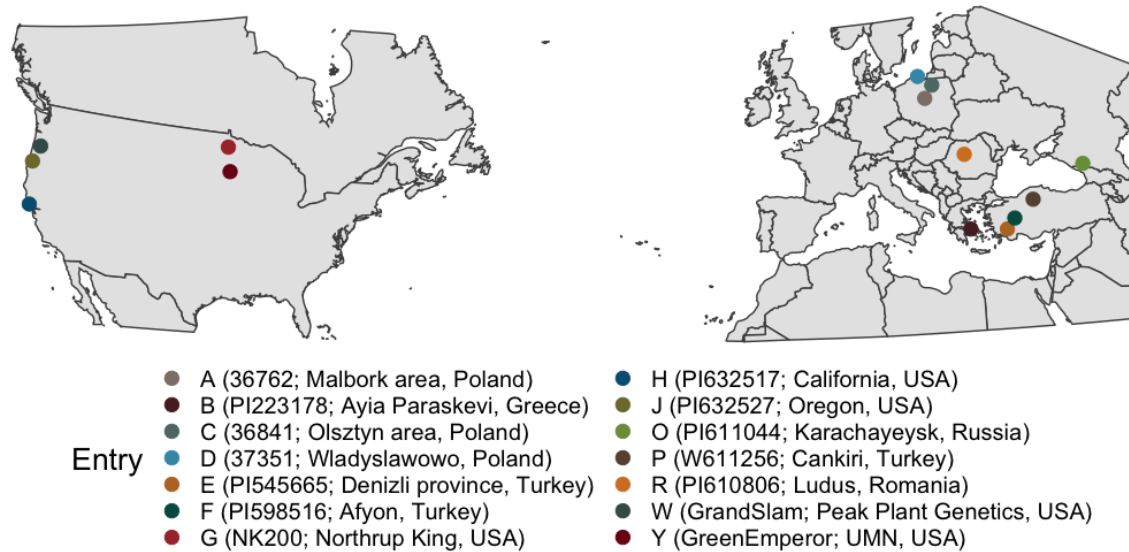 Entry
A (36762; Malbork area, Poland)
B (PI223178; Ayia Paraskevi, Greece)
C (36841; Olsztyn area, Poland)
D (37351; Wladyslawowo, Poland)
E (PI545665; Denizli province, Turkey)
F (PI598516; Afyon, Turkey)
G (NK200; Northrup King, USA)
H (PI632517; California, USA)
J (PI632527; Oregon, USA)
O (PI611044; Karachayeysk, Russia)
P (W611256; Cankiri, Turkey)
R (PI610806; Ludus, Romania)
W (GrandSlam; Peak Plant Genetics, USA)
Y (GreenEmperor; UMN, USA)